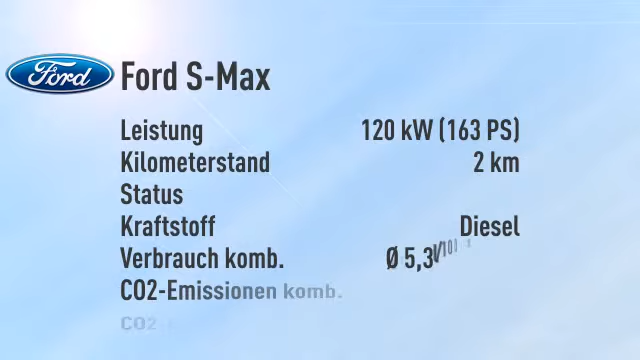 Ford
Ford S-Max
Leistung 120 kW (163 PS)
Kilometerstand 2 km
Status
Kraftstoff Diesel
Verbrauch komb. Ø 5,3
CO2-Emissionen komb.
CO2-